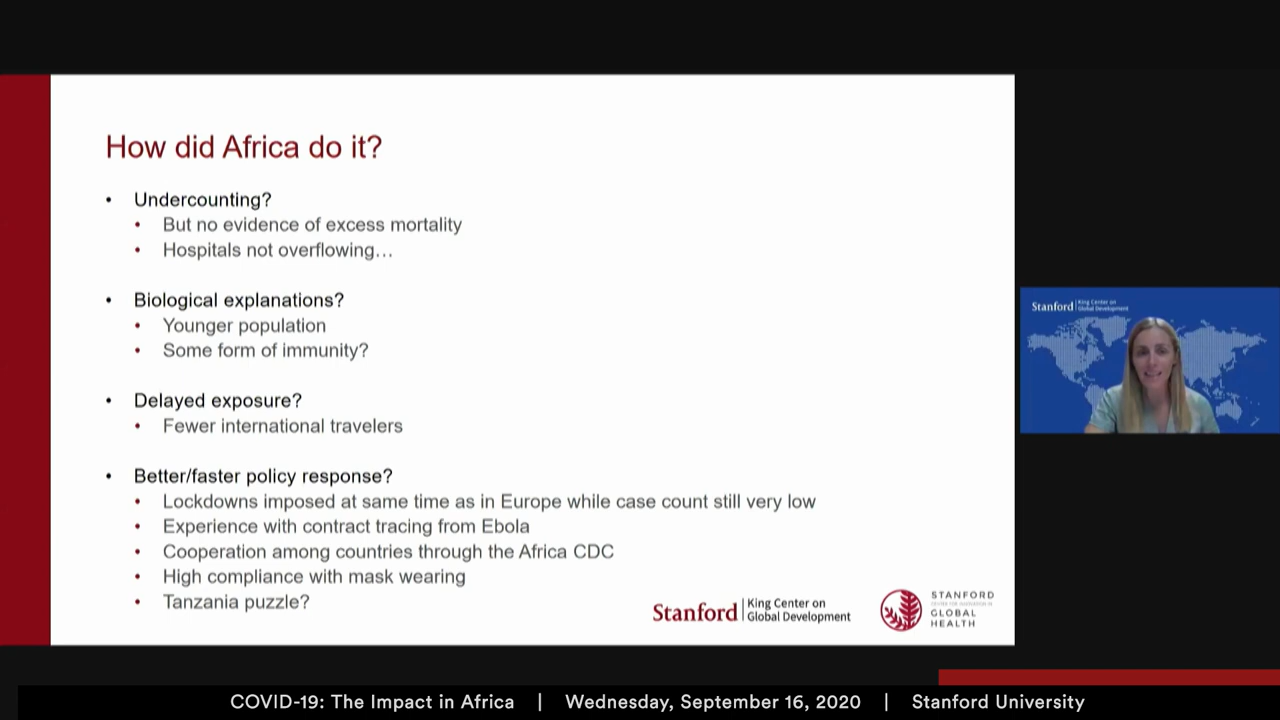 How did Africa do it?
• Undercounting?
• But no evidence of excess mortality
• Hospitals not overflowing…
• Biological explanations?
• Younger population
• Some form of immunity?
• Delayed exposure?
• Fewer international travelers
• Better/faster policy response?
• Lockdowns imposed at same time as in Europe while case count still very low
• Experience with contract tracing from Ebola
• Cooperation among countries through the Africa CDC
• High compliance with mask wearing
• Tanzania puzzle?
Stanford | King Center on
Global Development
STANFORD
GLOBAL
HEALTH
Stanford | King Center on
Global Development
COVID-19: The Impact in Africa | Wednesday, September 16, 2020 | Stanford University